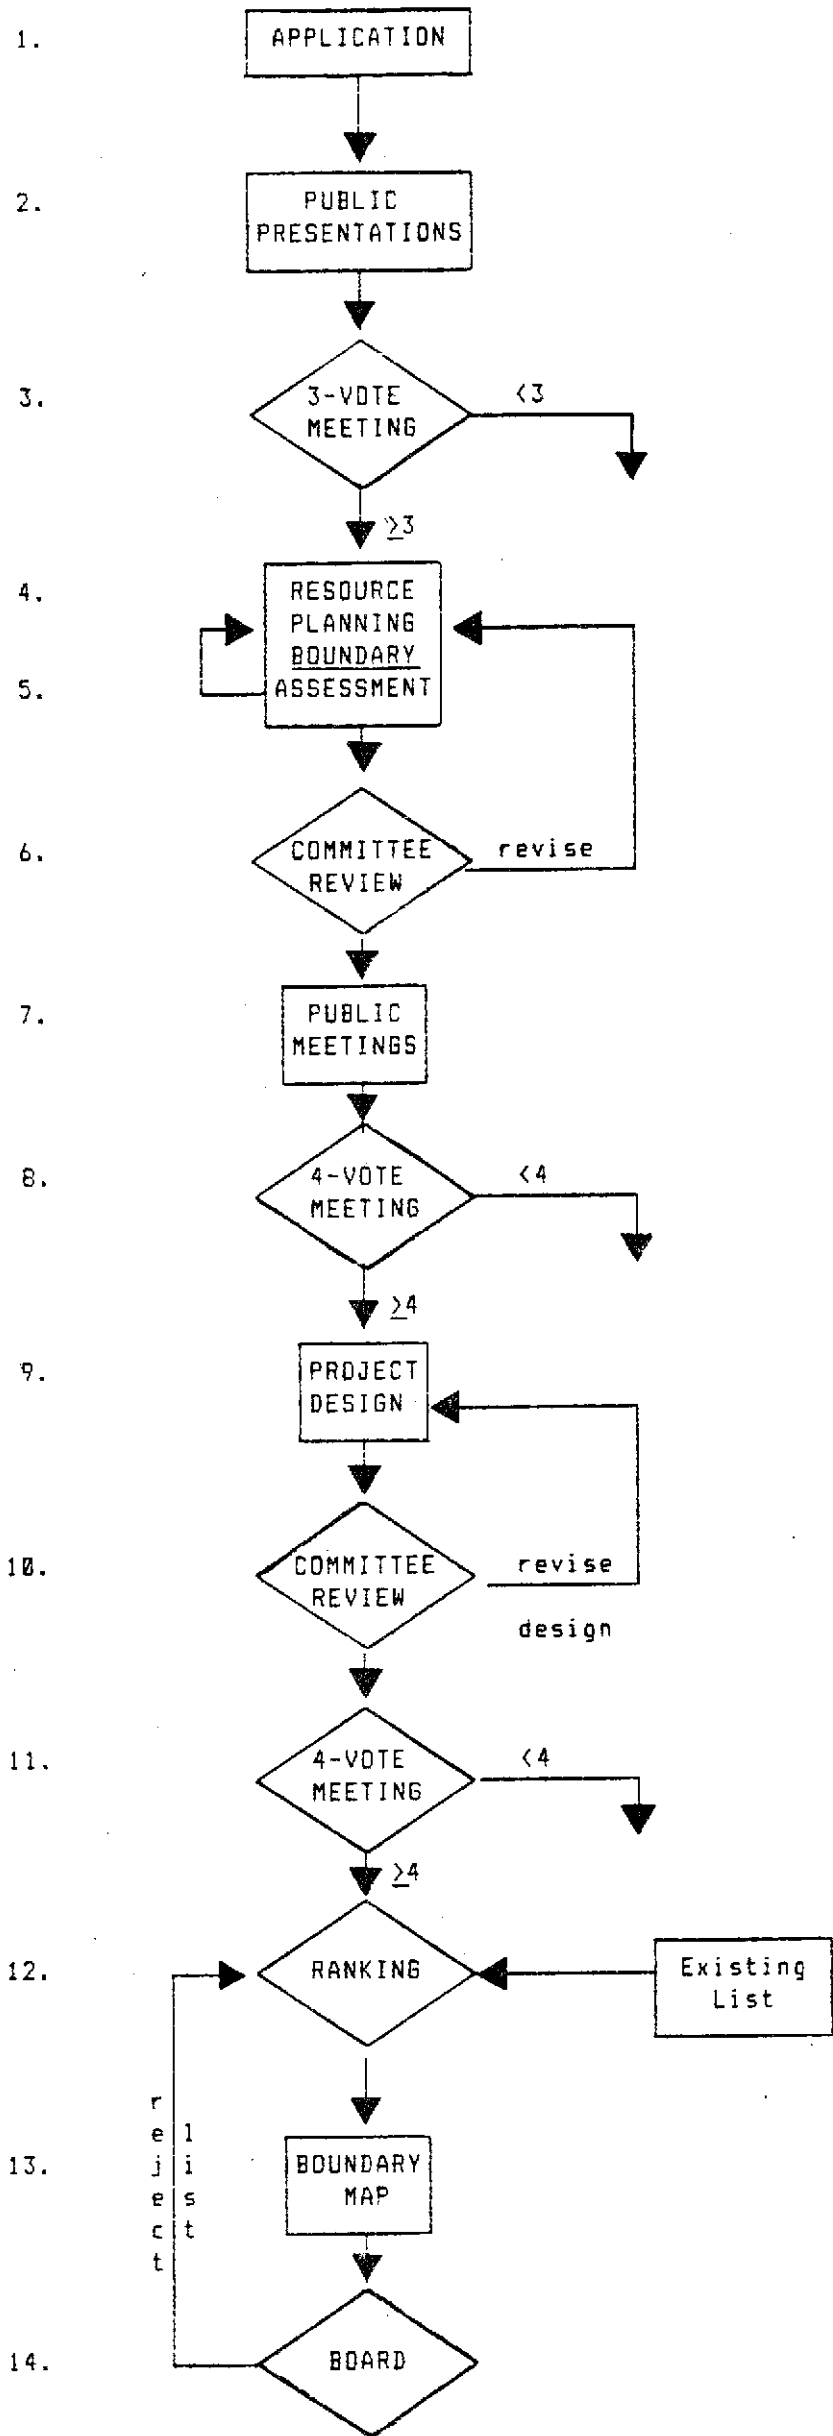 1.
APPLICATION
2.
PUBLIC
PRESENTATIONS
3.
3-VOTE
MEETING
<3
≥3
4.
RESOURCE
PLANNING
BOUNDARY
5.
ASSESSMENT
6.
COMMITTEE
REVIEW
revise
7.
PUBLIC
MEETINGS
8.
4-VOTE
MEETING
<4
≥4
9.
PROJECT
DESIGN
10.
COMMITTEE
REVIEW
revise
design
11.
4-VOTE
MEETING
<4
≥4
12.
RANKING
Existing
List
reject
list
13.
BOUNDARY
MAP
14.
BOARD